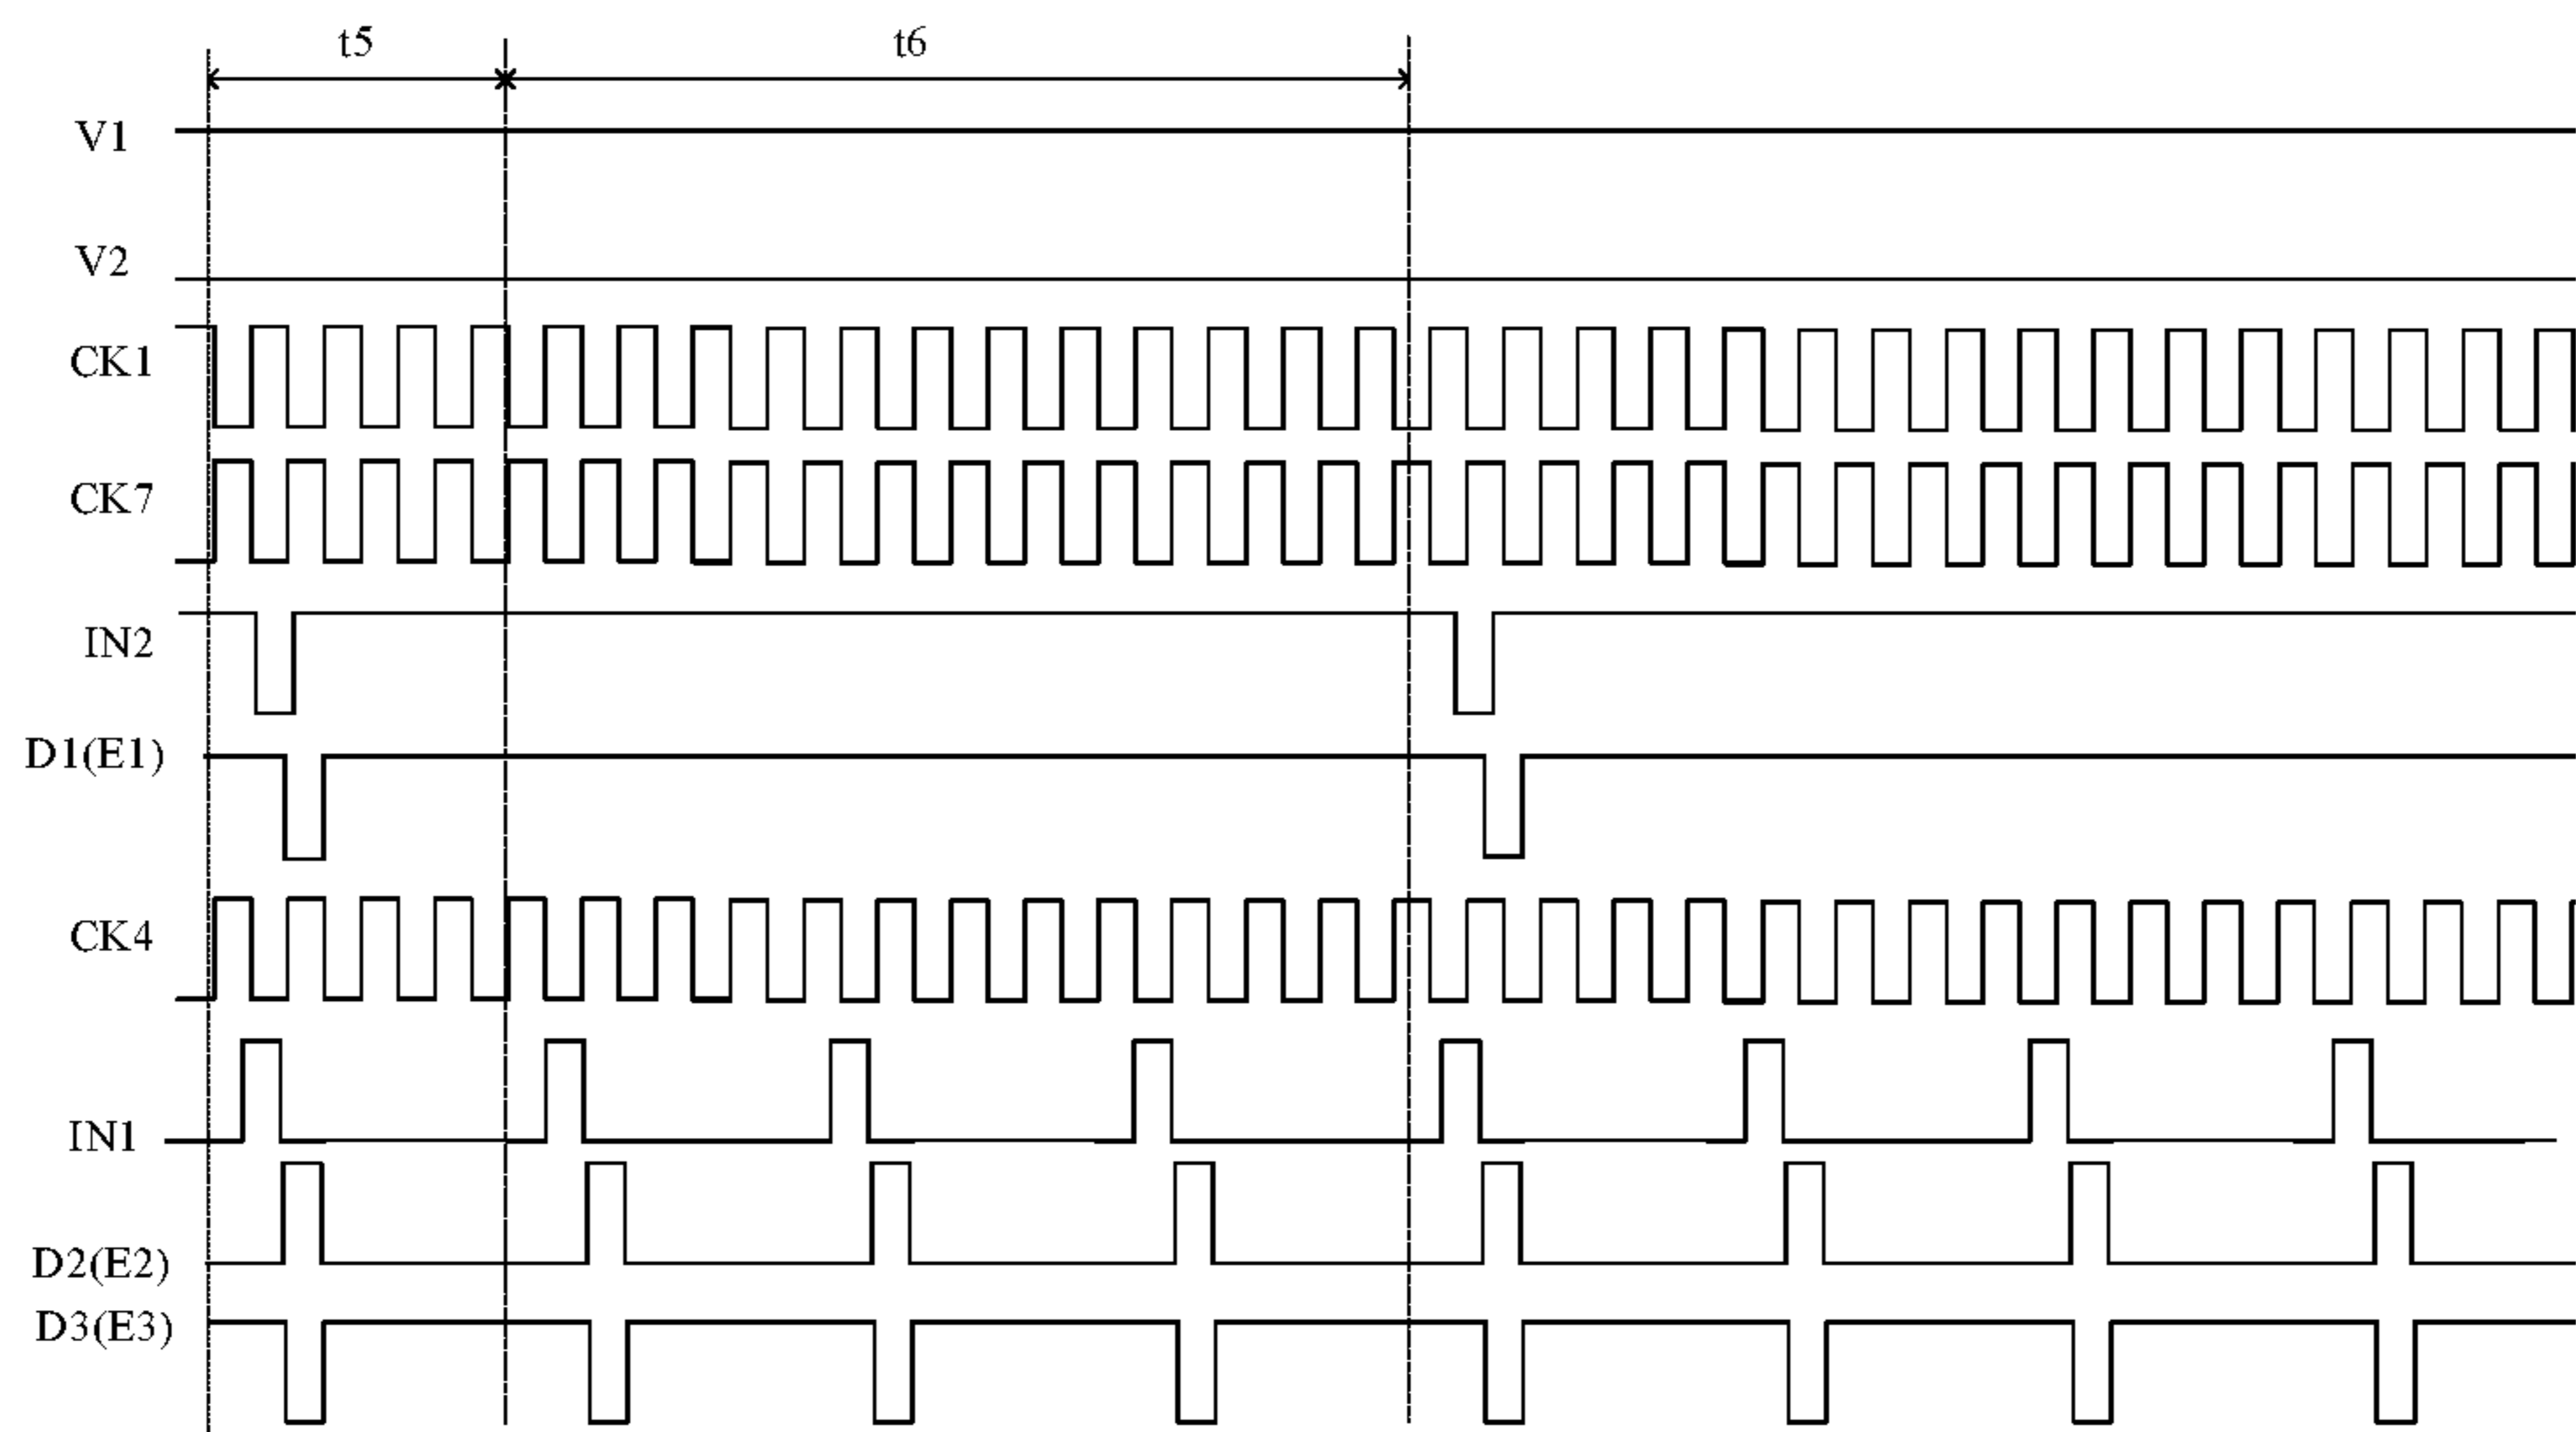 t5 t6
V1
V2
CK1
CK7
IN2
D1(E1)
CK4
IN1
D2(E2)
D3(E3)